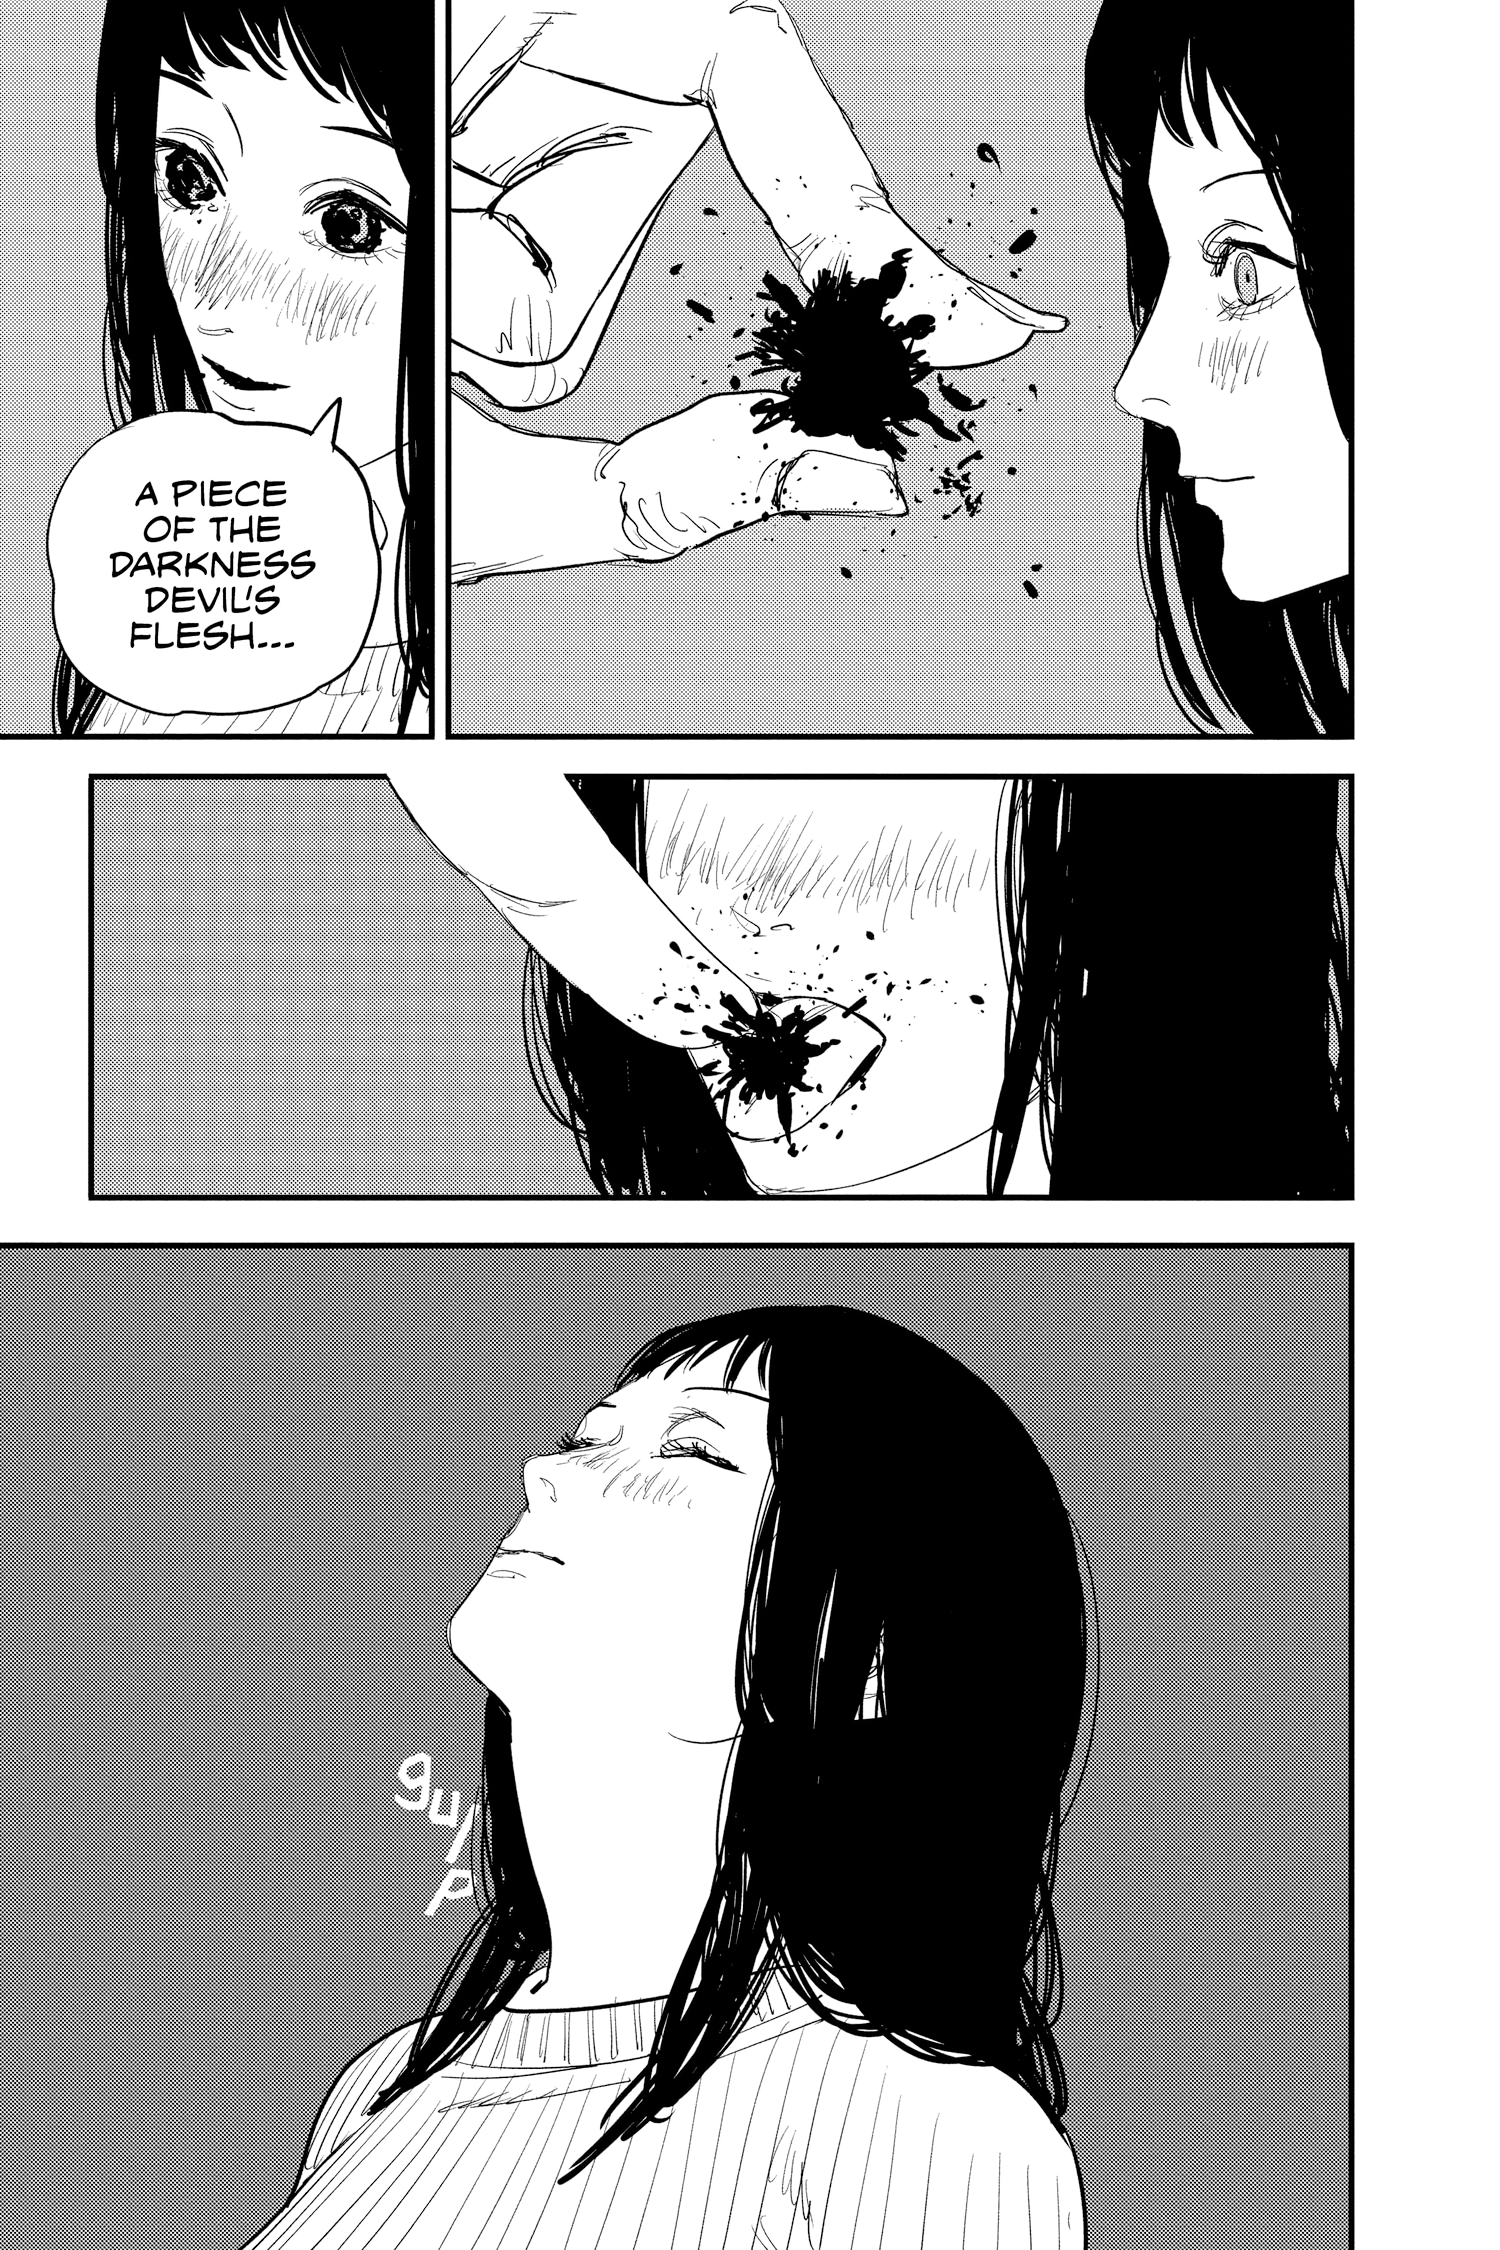 A PIECE
OF THE
DARKNESS
DEVIL'S
FLESH...
gulp